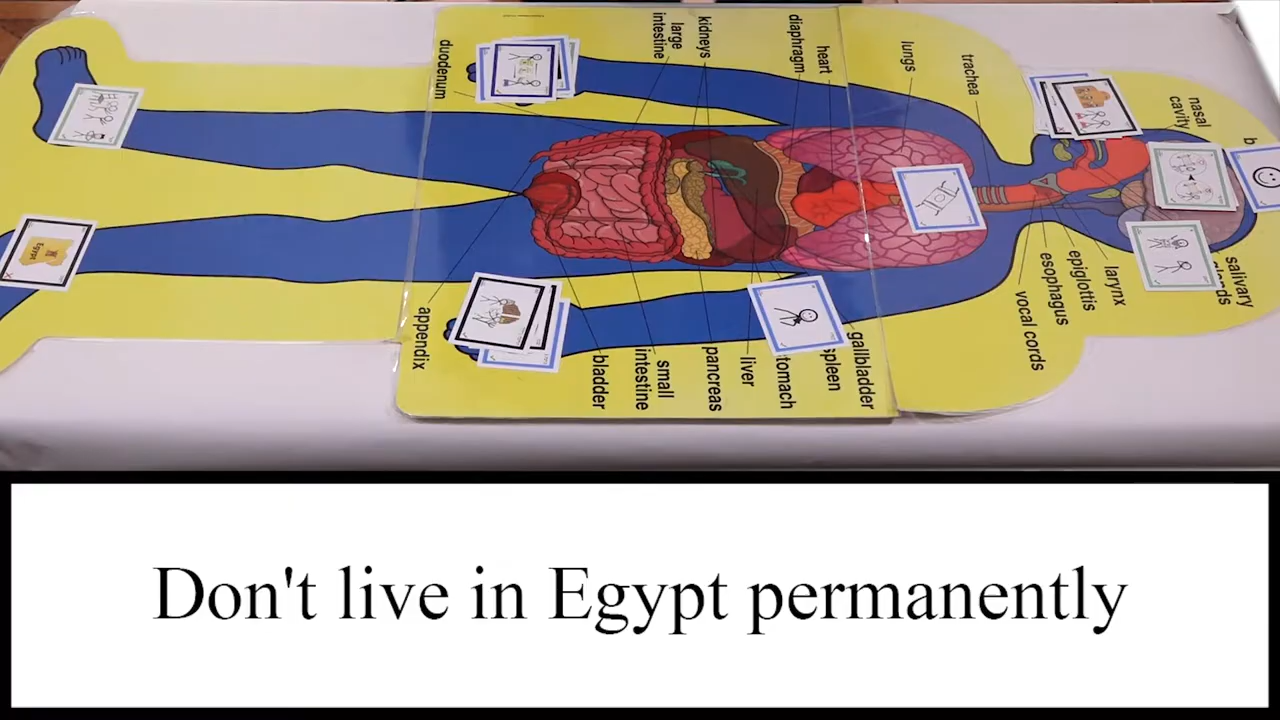 duodenum
large
intestine
kidneys
diaphragm
heart
lungs
trachea
nasal
cavity
b
salivary
larynx
epiglottis
esophagus
vocal cords
gallbladder
spleen
tomach
liver
pancreas
small
intestine
bladder
appendix
Egypt
Don't live in Egypt permanently